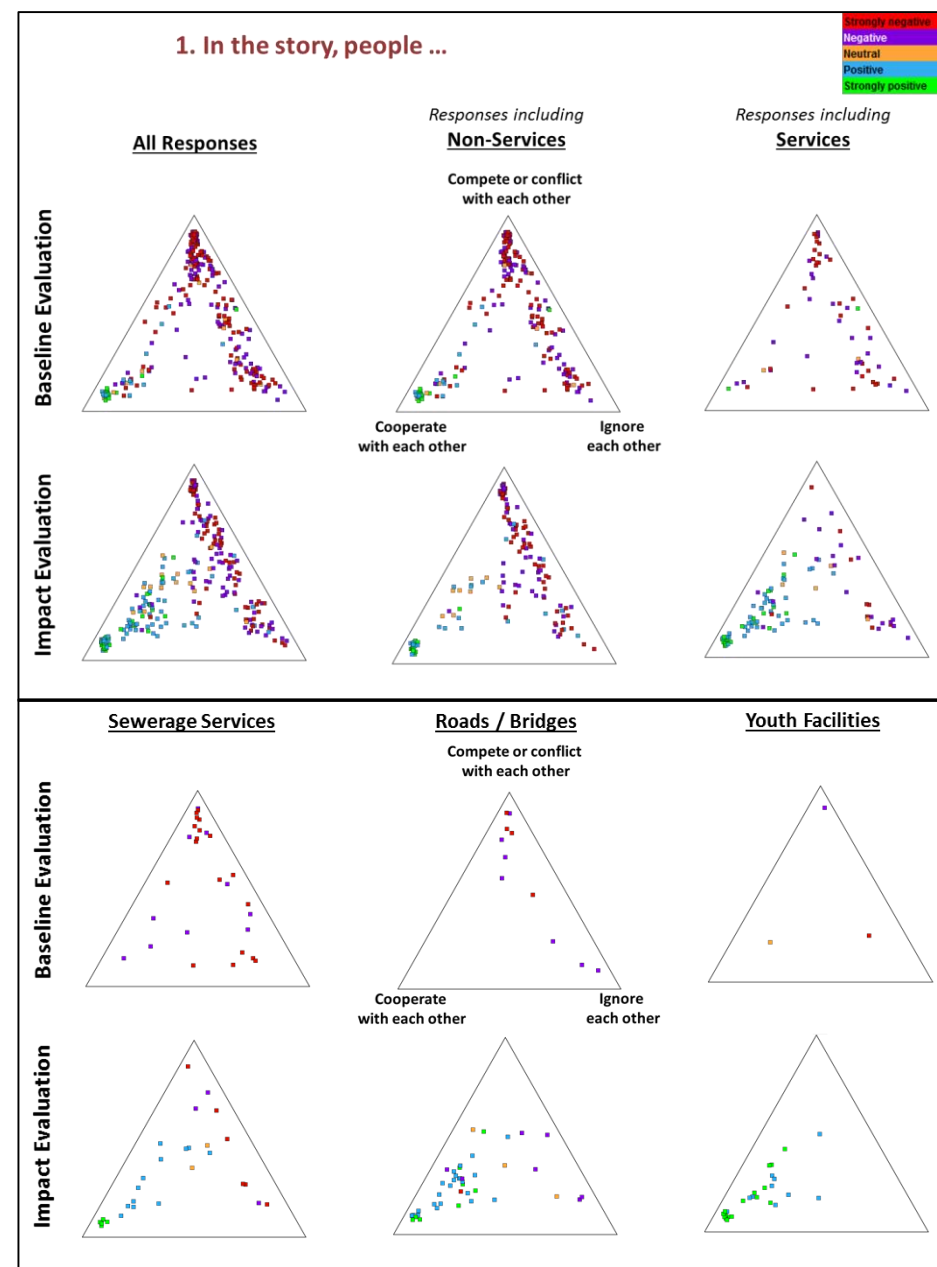 1. In the story, people ...
Strongly negative
Negative
Neutral
Positive
Strongly positive
All Responses
Responses including
Non-Services
Responses including
Services
Compete or conflict
with each other
Baseline Evaluation
Cooperate
with each other
Ignore
each other
Impact Evaluation
Sewerage Services
Roads / Bridges
Youth Facilities
Compete or conflict
with each other
Baseline Evaluation
Cooperate
with each other
Ignore
each other
Impact Evaluation